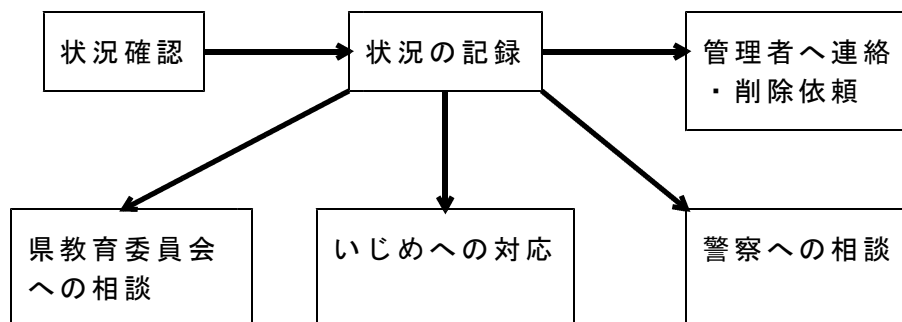 状況確認
状況の記録
管理者へ連絡
・削除依頼
県教育委員会
への相談
いじめへの対応
警察への相談